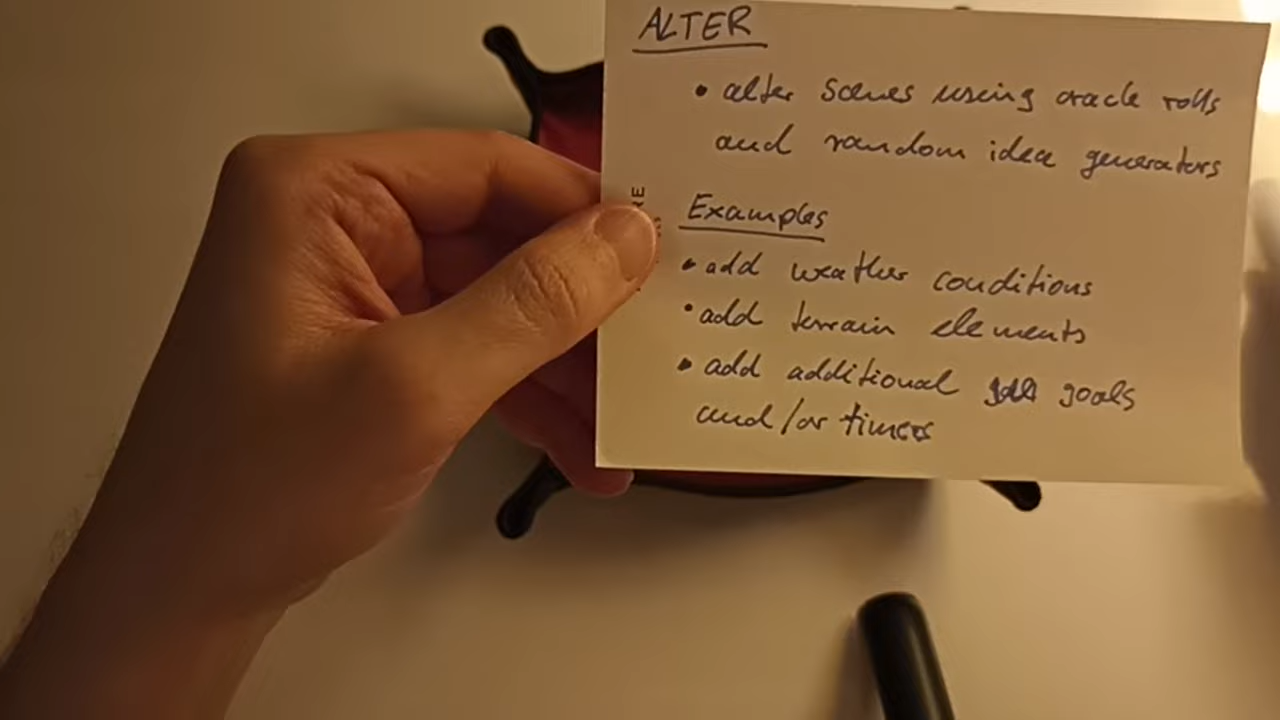 ALTER
• alter scenes using oracle rolls
and random idea generators
Examples
• add weather conditions
• add terrain elements
• add additional goals
and/or timers